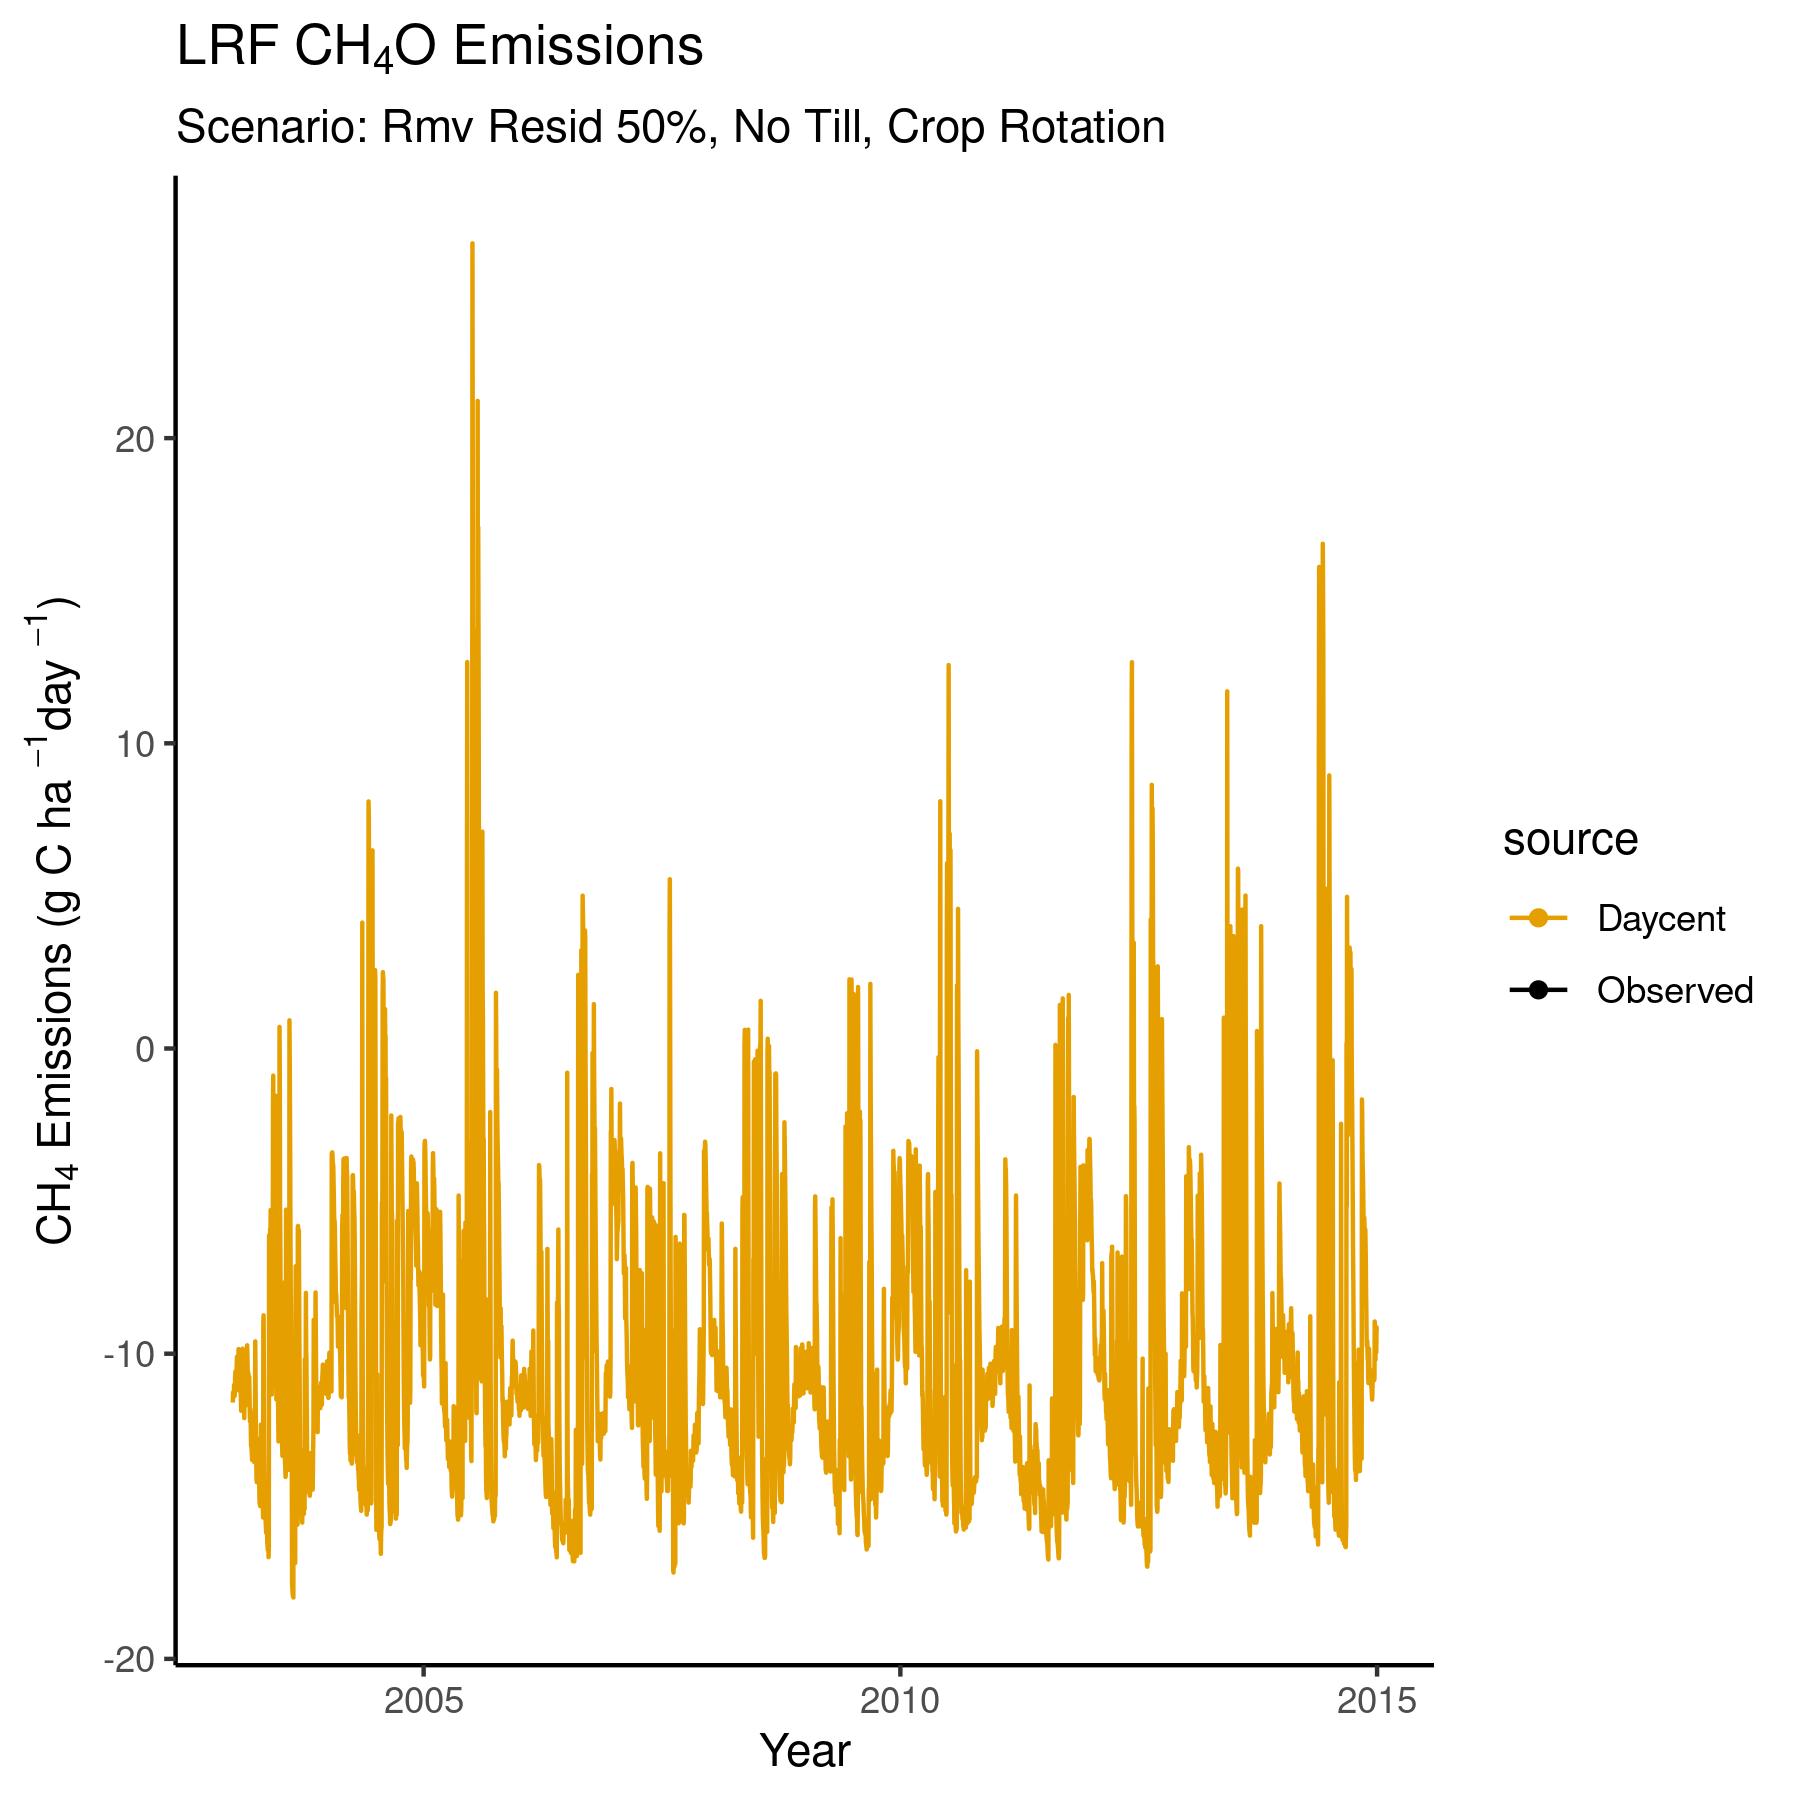 LRF CH₄O Emissions
Scenario: Rmv Resid 50%, No Till, Crop Rotation
CH₄ Emissions (g C ha ⁻¹day ⁻¹)
20
10
0
-10
-20
2005
2010
2015
Year
source
Daycent
Observed